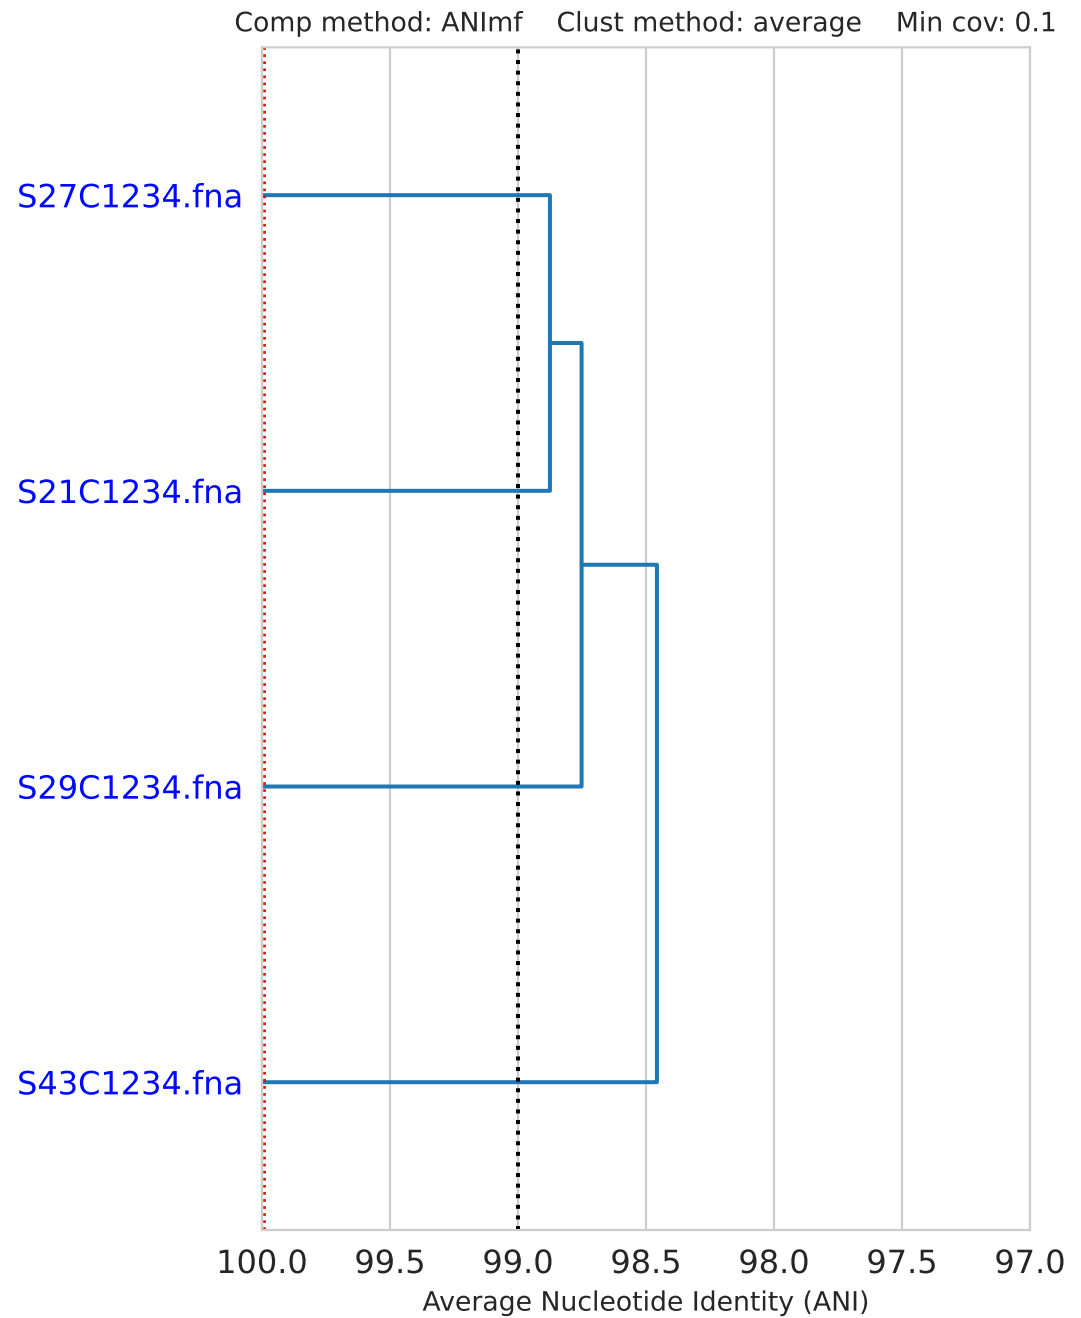 Comp method: ANImf    Clust method: average    Min cov: 0.1
S27C1234.fna
S21C1234.fna
S29C1234.fna
S43C1234.fna
100.0 99.5 99.0 98.5 98.0 97.5 97.0
Average Nucleotide Identity (ANI)